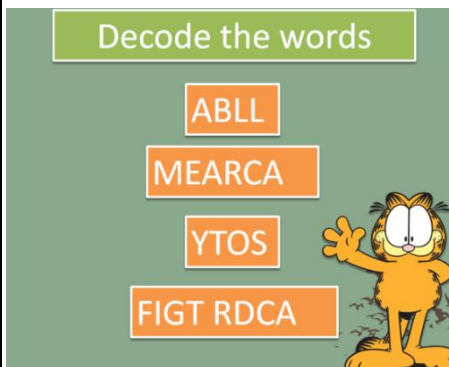 Decode the words
ABLL
MEARCA
YTOS
FIGT RDCA